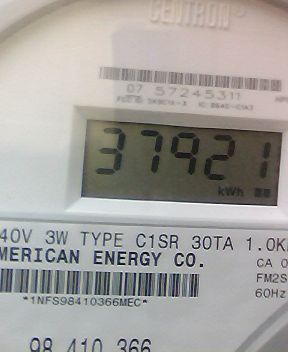 CENTRON®
07 57245311
37921
kWh
40V 3W TYPE C1SR 30TA 1.0K
MERICAN ENERGY CO.
CA 0
FM2S
60Hz
*1NFS98410366MEC*
98 410 366